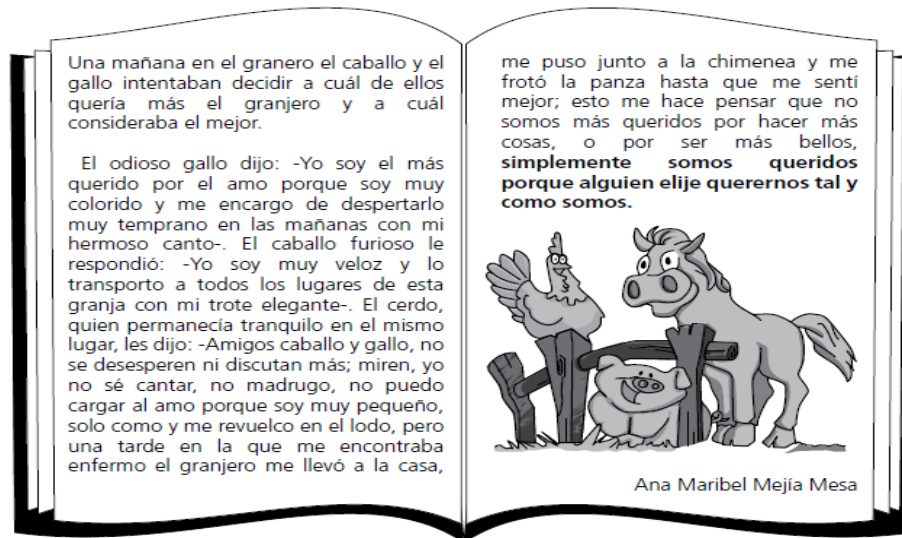 Una mañana en el granero el caballo y el
gallo intentaban decidir a cuál de ellos
quería más el granjero y a cuál
consideraba el mejor.
El odioso gallo dijo: -Yo soy el más
querido por el amo porque soy muy
colorido y me encargo de despertarlo
muy temprano en las mañanas con mi
hermoso canto-. El caballo furioso le
respondió: -Yo soy muy veloz y lo
transporto a todos los lugares de esta
granja con mi trote elegante-. El cerdo,
quien permanecía tranquilo en el mismo
lugar, les dijo: -Amigos caballo y gallo, no
se desesperen ni discutan más; miren, yo
no sé cantar, no madrugo, no puedo
cargar al amo porque soy muy pequeño,
solo como y me revuelco en el lodo, pero
una tarde en la que me encontraba
enfermo el granjero me llevó a la casa,
me puso junto a la chimenea y me
frotó la panza hasta que me sentí
mejor; esto me hace pensar que no
somos más queridos por hacer más
cosas, o por ser más bellos,
simplemente somos queridos
porque alguien elije querernos tal y
como somos.
Ana Maribel Mejía Mesa